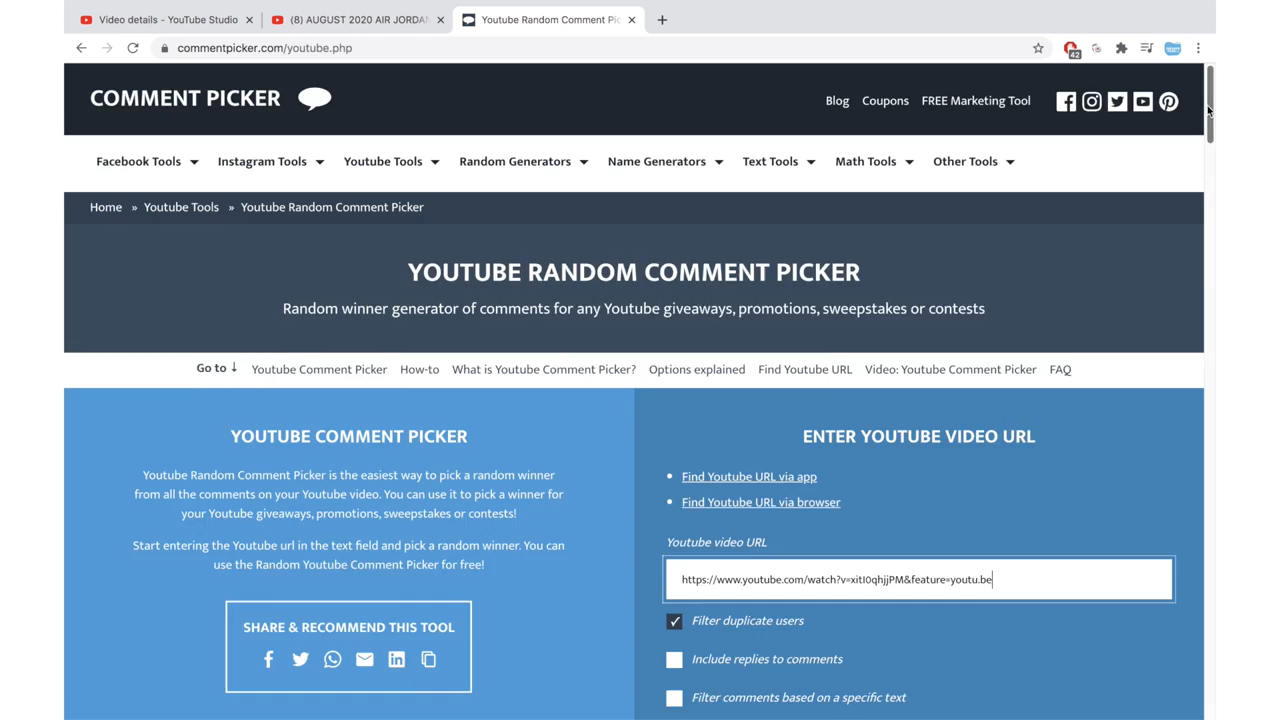 Video details - YouTube Studio
(8) AUGUST 2020 AIR JORDAN
Youtube Random Comment Pic
commentpicker.com/youtube.php
42
COMMENT PICKER
Blog Coupons FREE Marketing Tool
Facebook Tools Instagram Tools Youtube Tools Random Generators Name Generators Text Tools Math Tools Other Tools
Home » Youtube Tools » Youtube Random Comment Picker
YOUTUBE RANDOM COMMENT PICKER
Random winner generator of comments for any Youtube giveaways, promotions, sweepstakes or contests
Go to ↓ Youtube Comment Picker How-to What is Youtube Comment Picker? Options explained Find Youtube URL Video: Youtube Comment Picker FAQ
YOUTUBE COMMENT PICKER
Youtube Random Comment Picker is the easiest way to pick a random winner
from all the comments on your Youtube video. You can use it to pick a winner for
your Youtube giveaways, promotions, sweepstakes or contests!
Start entering the Youtube url in the text field and pick a random winner. You can
use the Random Youtube Comment Picker for free!
SHARE & RECOMMEND THIS TOOL
ENTER YOUTUBE VIDEO URL
Find Youtube URL via app
Find Youtube URL via browser
Youtube video URL
https://www.youtube.com/watch?v=xitI0qhjjPM&feature=youtu.be
Filter duplicate users
Include replies to comments
Filter comments based on a specific text